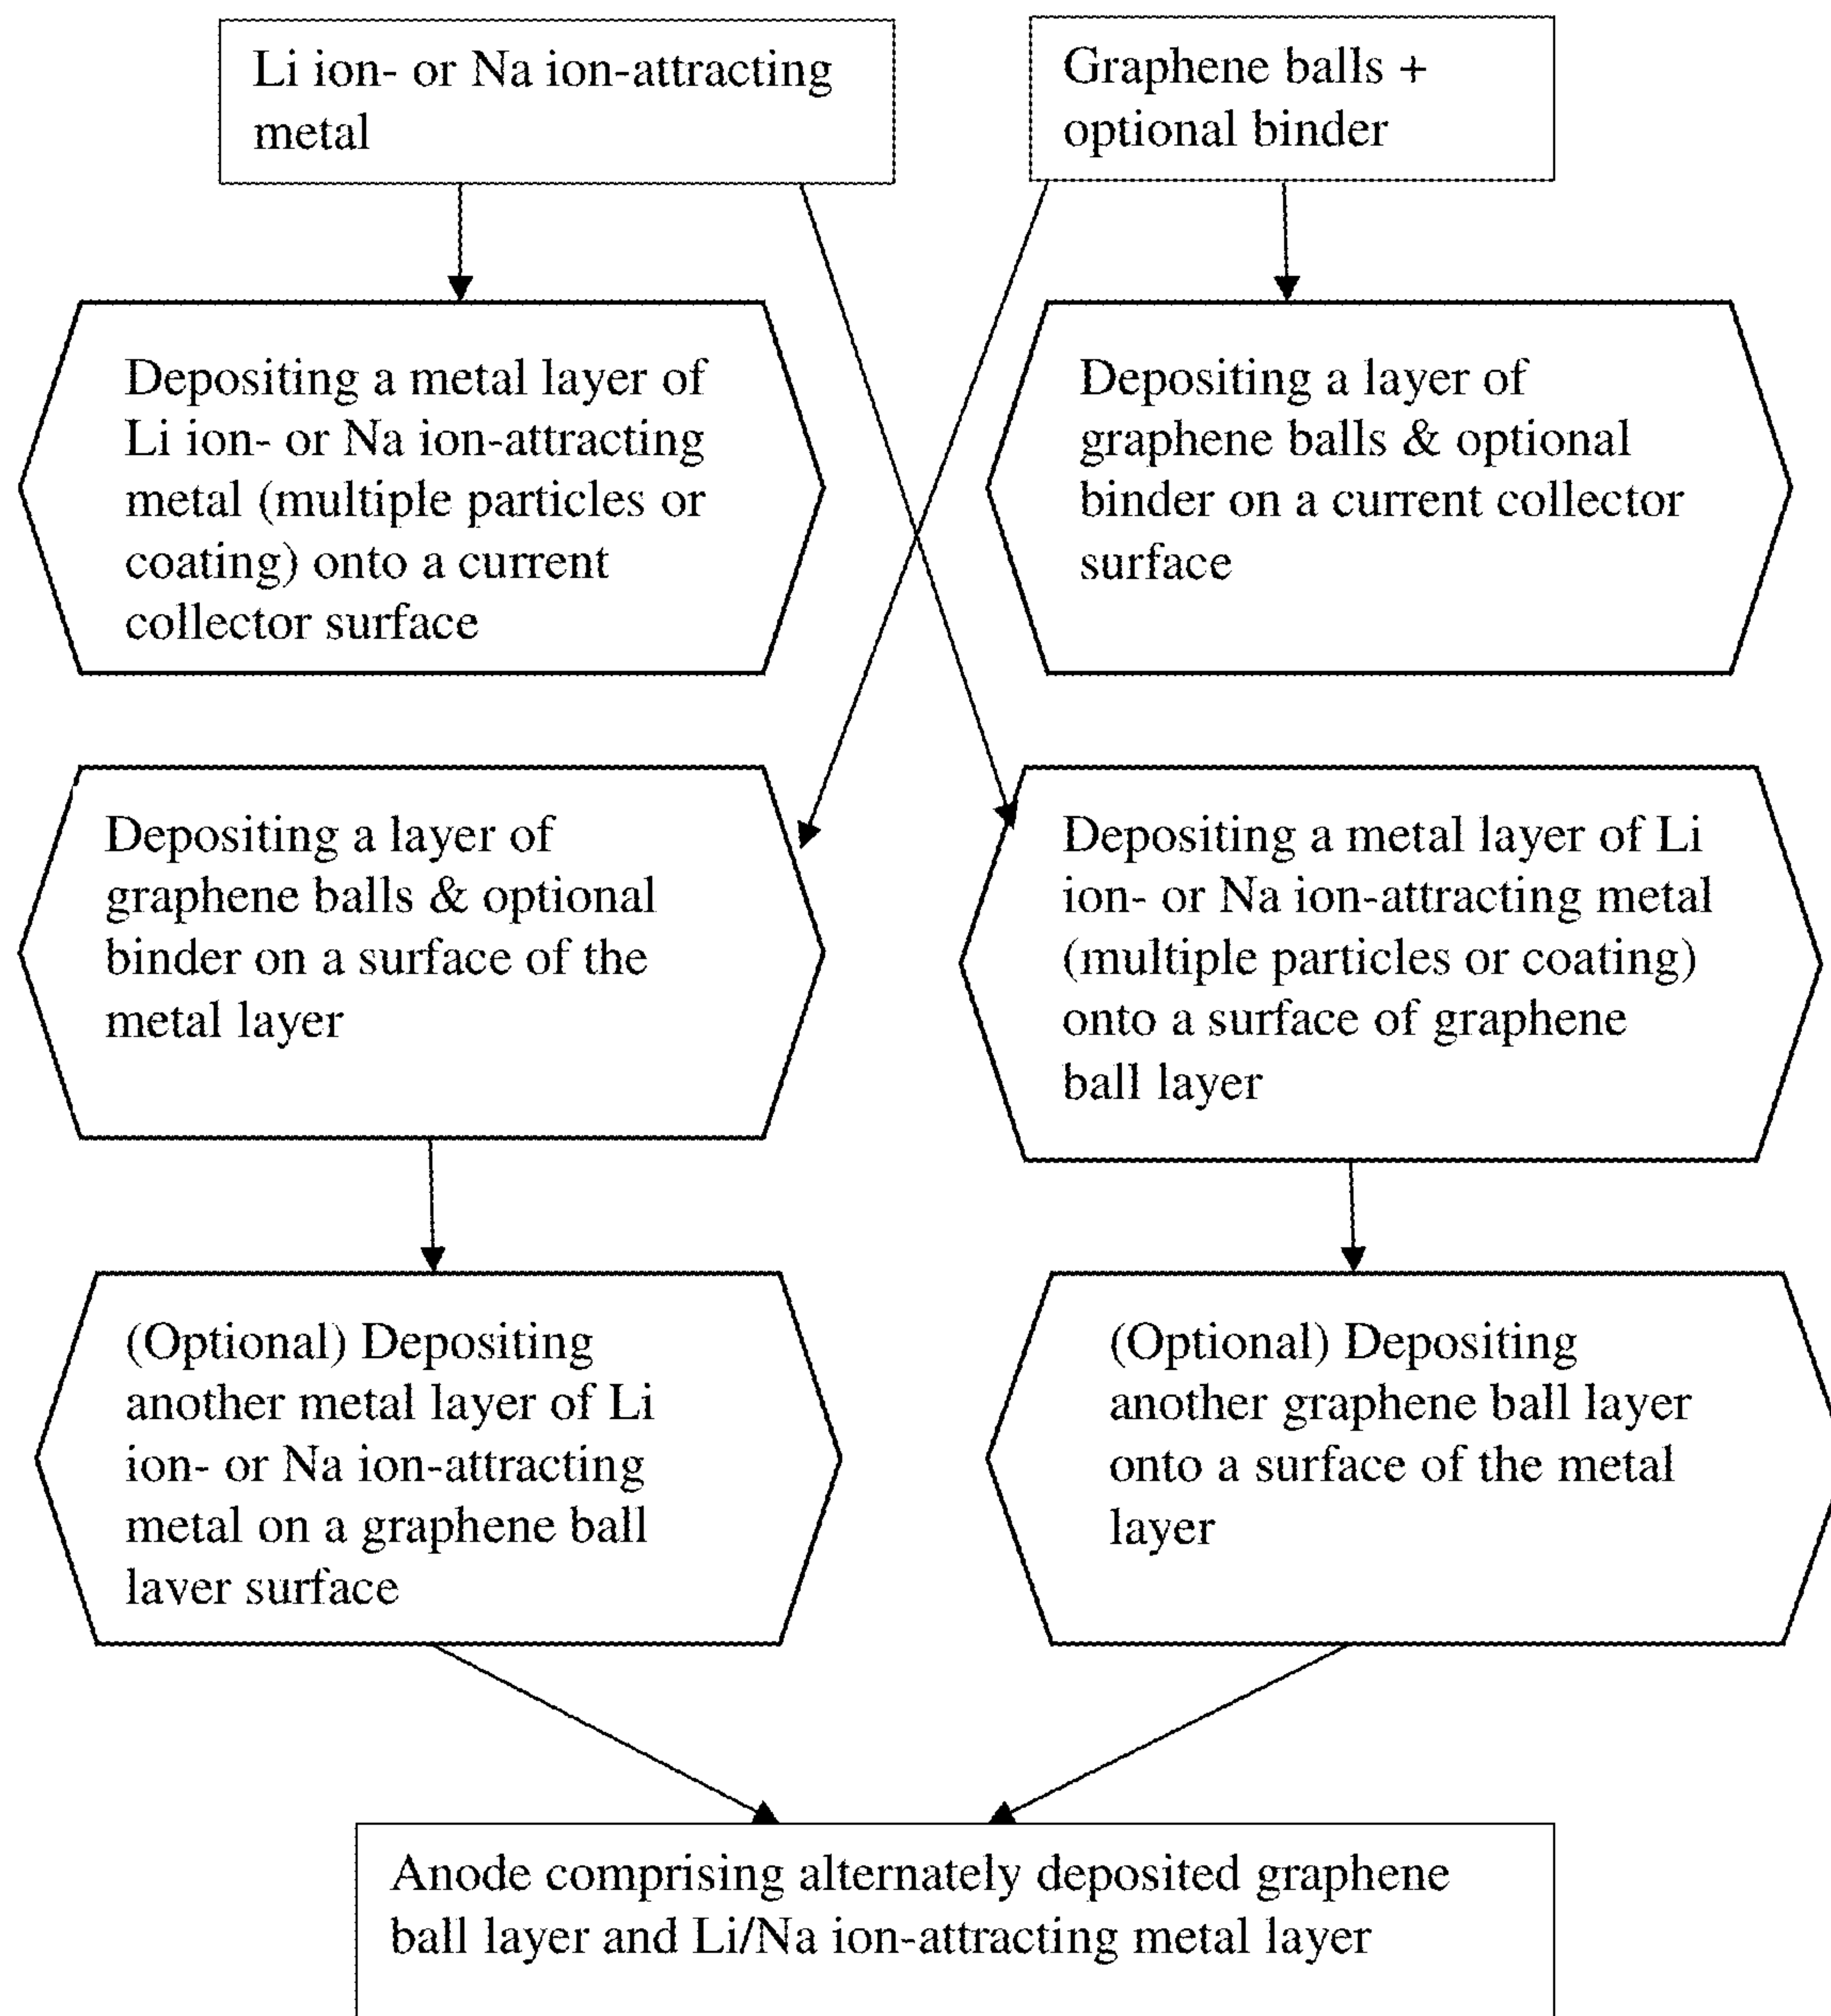 Li ion- or Na ion-attracting
metal
Graphene balls +
optional binder
Depositing a metal layer of
Li ion- or Na ion-attracting
metal (multiple particles or
coating) onto a current
collector surface
Depositing a layer of
graphene balls & optional
binder on a current collector
surface
Depositing a layer of
graphene balls & optional
binder on a surface of the
metal layer
Depositing a metal layer of Li
ion- or Na ion-attracting metal
(multiple particles or coating)
onto a surface of graphene
ball layer
(Optional) Depositing
another metal layer of Li
ion- or Na ion-attracting
metal on a graphene ball
layer surface
(Optional) Depositing
another graphene ball layer
onto a surface of the metal
layer
Anode comprising alternately deposited graphene
ball layer and Li/Na ion-attracting metal layer